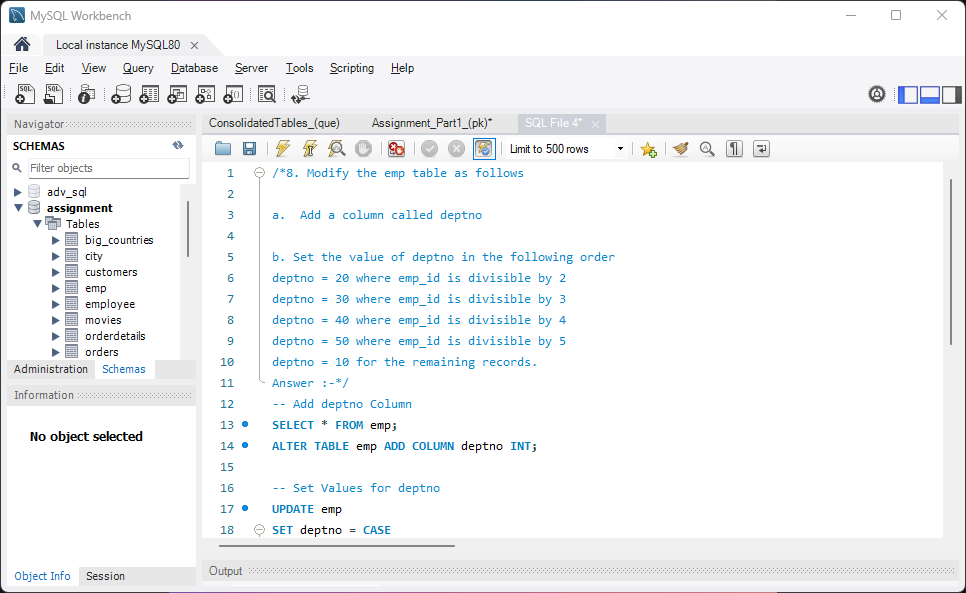 MySQL Workbench
Local instance MySQL80
File Edit View Query Database Server Tools Scripting Help
Navigator
SCHEMAS
Filter objects
adv_sql
assignment
Tables
big_countries
city
customers
emp
employee
movies
orderdetails
orders
Administration Schemas
Information
No object selected
Object Info Session
ConsolidatedTables_(que) Assignment_Part1_(pk)* SQL File 4*
Limit to 500 rows
1 /*8. Modify the emp table as follows
2
3 a.  Add a column called deptno
4
5 b. Set the value of deptno in the following order
6 deptno = 20 where emp_id is divisible by 2
7 deptno = 30 where emp_id is divisible by 3
8 deptno = 40 where emp_id is divisible by 4
9 deptno = 50 where emp_id is divisible by 5
10 deptno = 10 for the remaining records.
11 Answer :-*/
12 -- Add deptno Column
13 SELECT * FROM emp;
14 ALTER TABLE emp ADD COLUMN deptno INT;
15
16 -- Set Values for deptno
17 UPDATE emp
18 SET deptno = CASE
Output